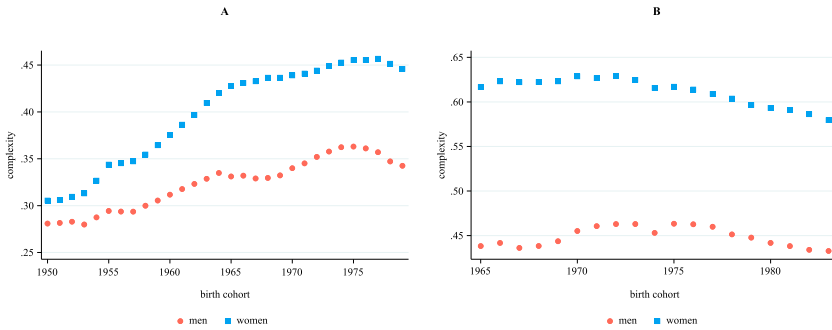 A
.45
.40
.35
.30
.25
complexity
1950 1955 1960 1965 1970 1975
birth cohort
men women
B
.65
.60
.55
.50
.45
complexity
1965 1970 1975 1980
birth cohort
men women